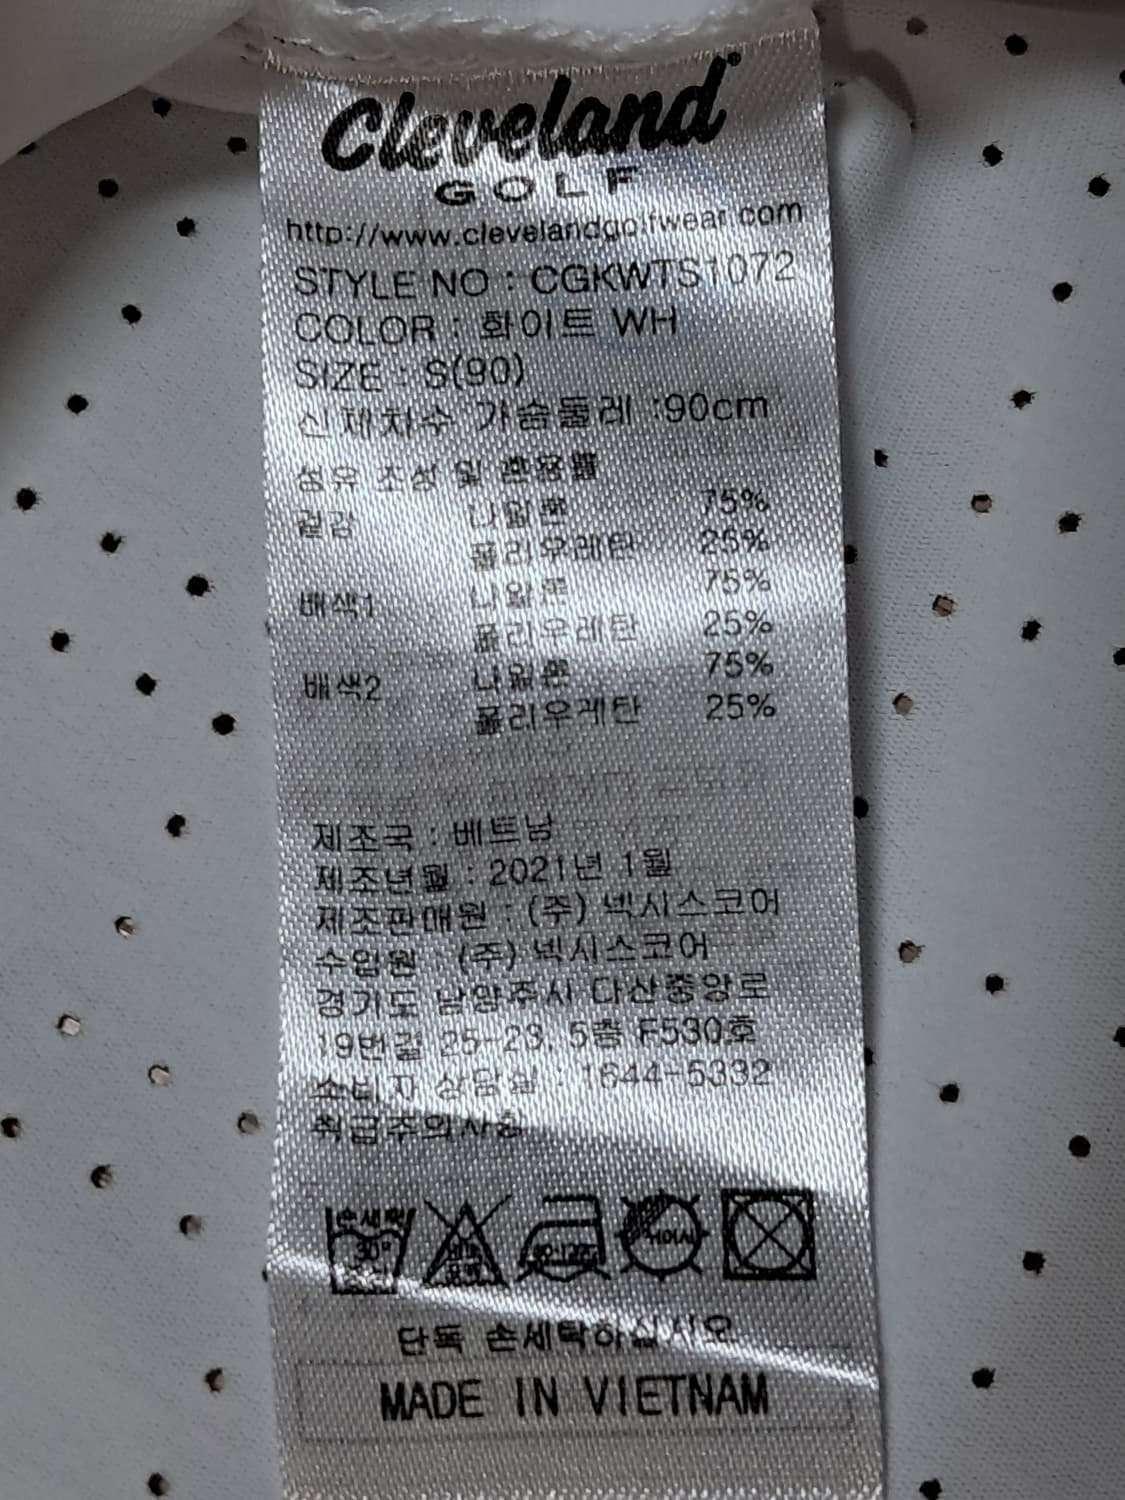 Cleveland
GOLF
http://www.clevelandgolfwear.com
STYLE NO : CGKWTS1072
COLOR : 화이트 WH
SIZE : S(90)
신체치수 가슴둘레 :90cm
섬유 조성 및 혼용률
겉감 나일론 75%
폴리우레탄 25%
배색1 나일론 75%
폴리우레탄 25%
배색2 나일론 75%
폴리우레탄 25%
제조국 : 베트남
제조년월 : 2021년 1월
제조판매원 : (주) 넥시스코어
수입원 : (주) 넥시스코어
경기도 남양주시 다산중앙로
19번길 25-23, 5층 F530호
소비자 상담실 : 1644-5332
취급주의사항
손세탁 30°
단독 손세탁하십시오
MADE IN VIETNAM